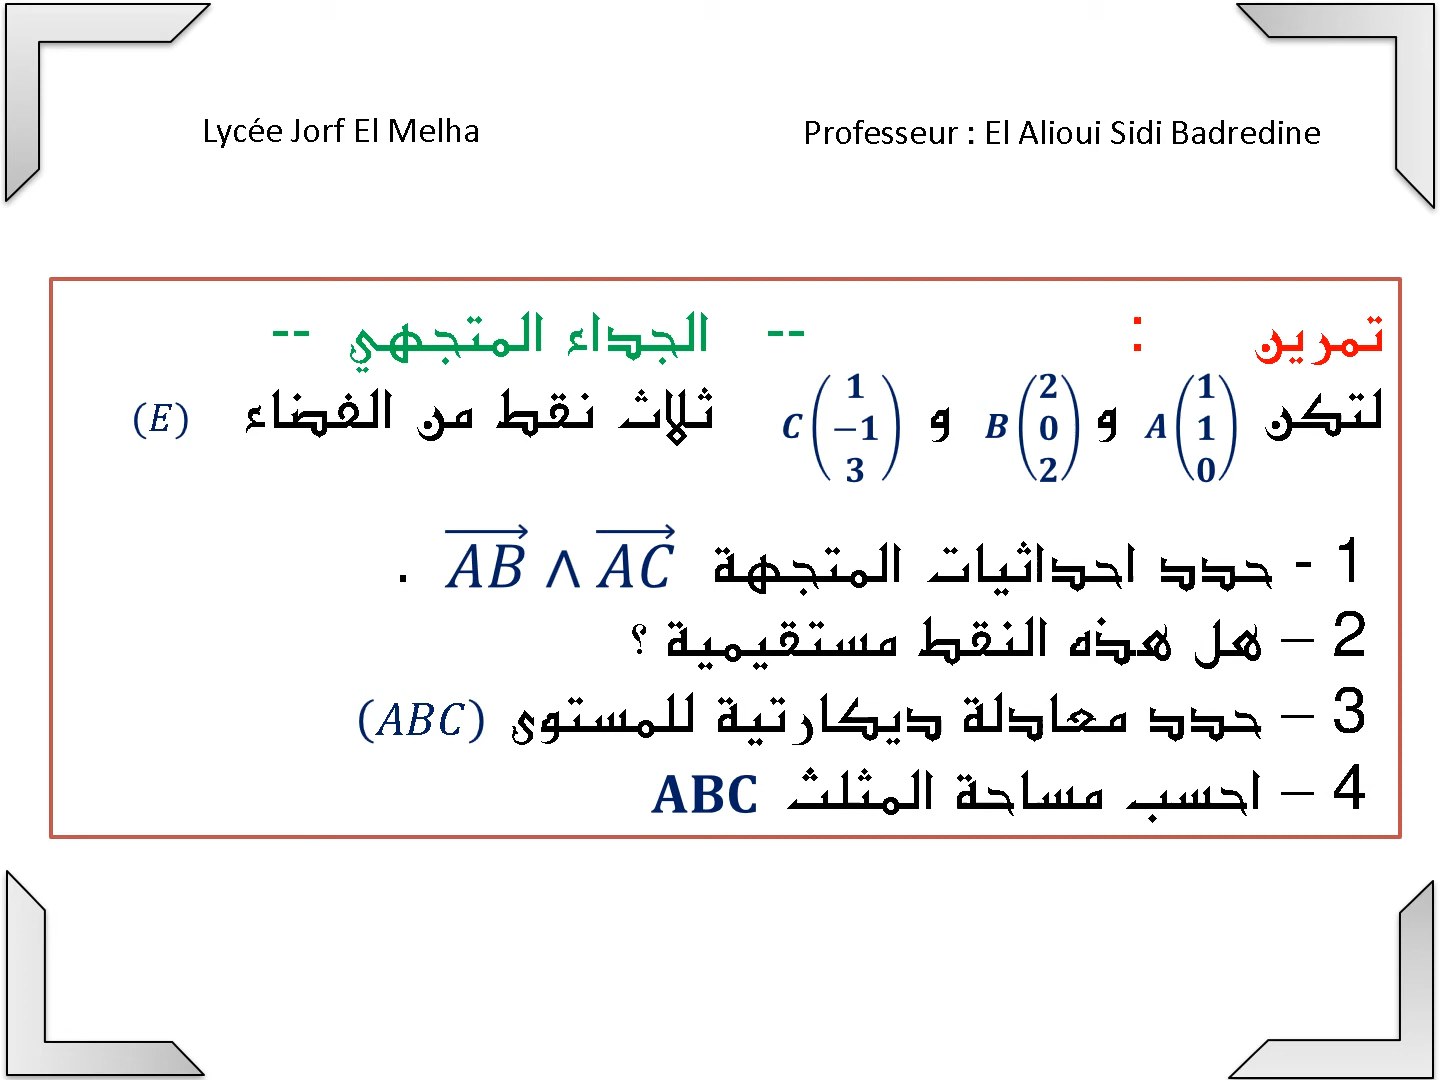 Lycée Jorf El Melha
Professeur : El Alioui Sidi Badredine
تمرين : -- الجداء المتجهي --
لتكن A(1 1 0) و B(2 0 2) و C(1 −1 3) ثلاث نقط من الفضاء (E)
1 - حدد احداثيات المتجهة AB ∧ AC .
2 – هل هذه النقط مستقيمية ؟
3 – حدد معادلة ديكارتية للمستوى (ABC)
4 – احسب مساحة المثلث ABC